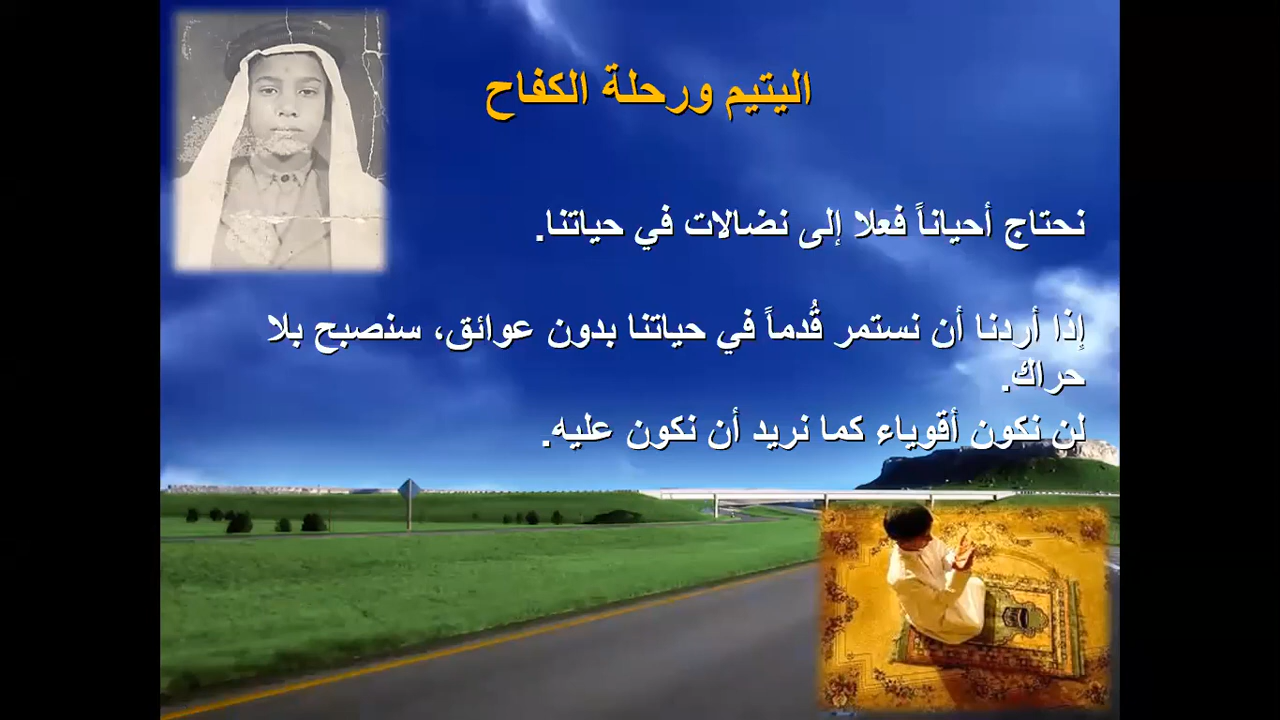 اليتيم ورحلة الكفاح
نحتاج أحياناً فعلا إلى نضالات في حياتنا.
إذا أردنا أن نستمر قُدماً في حياتنا بدون عوائق، سنصبح بلا
حراك.
لن نكون أقوياء كما نريد أن نكون عليه.